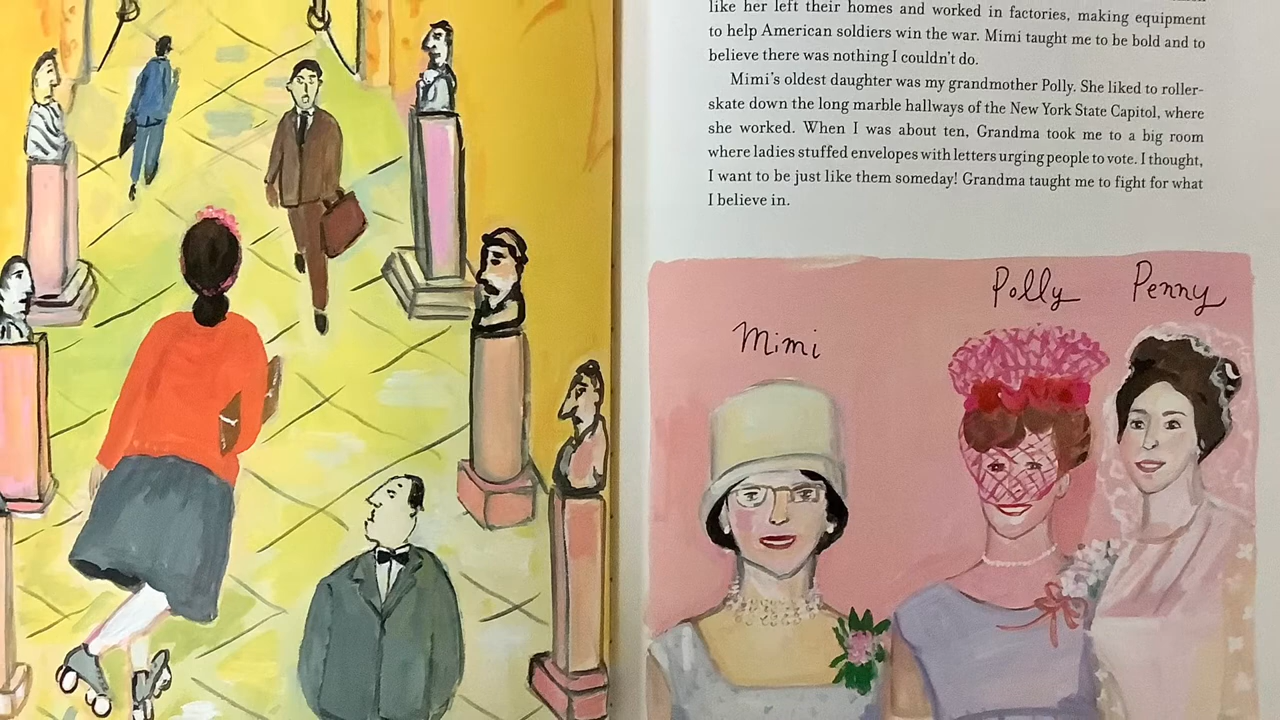 like her left their homes and worked in factories, making equipment
to help American soldiers win the war. Mimi taught me to be bold and to
believe there was nothing I couldn't do.
Mimi's oldest daughter was my grandmother Polly. She liked to roller-
skate down the long marble hallways of the New York State Capitol, where
she worked. When I was about ten, Grandma took me to a big room
where ladies stuffed envelopes with letters urging people to vote. I thought,
I want to be just like them someday! Grandma taught me to fight for what
I believe in.
Mimi
Polly
Penny